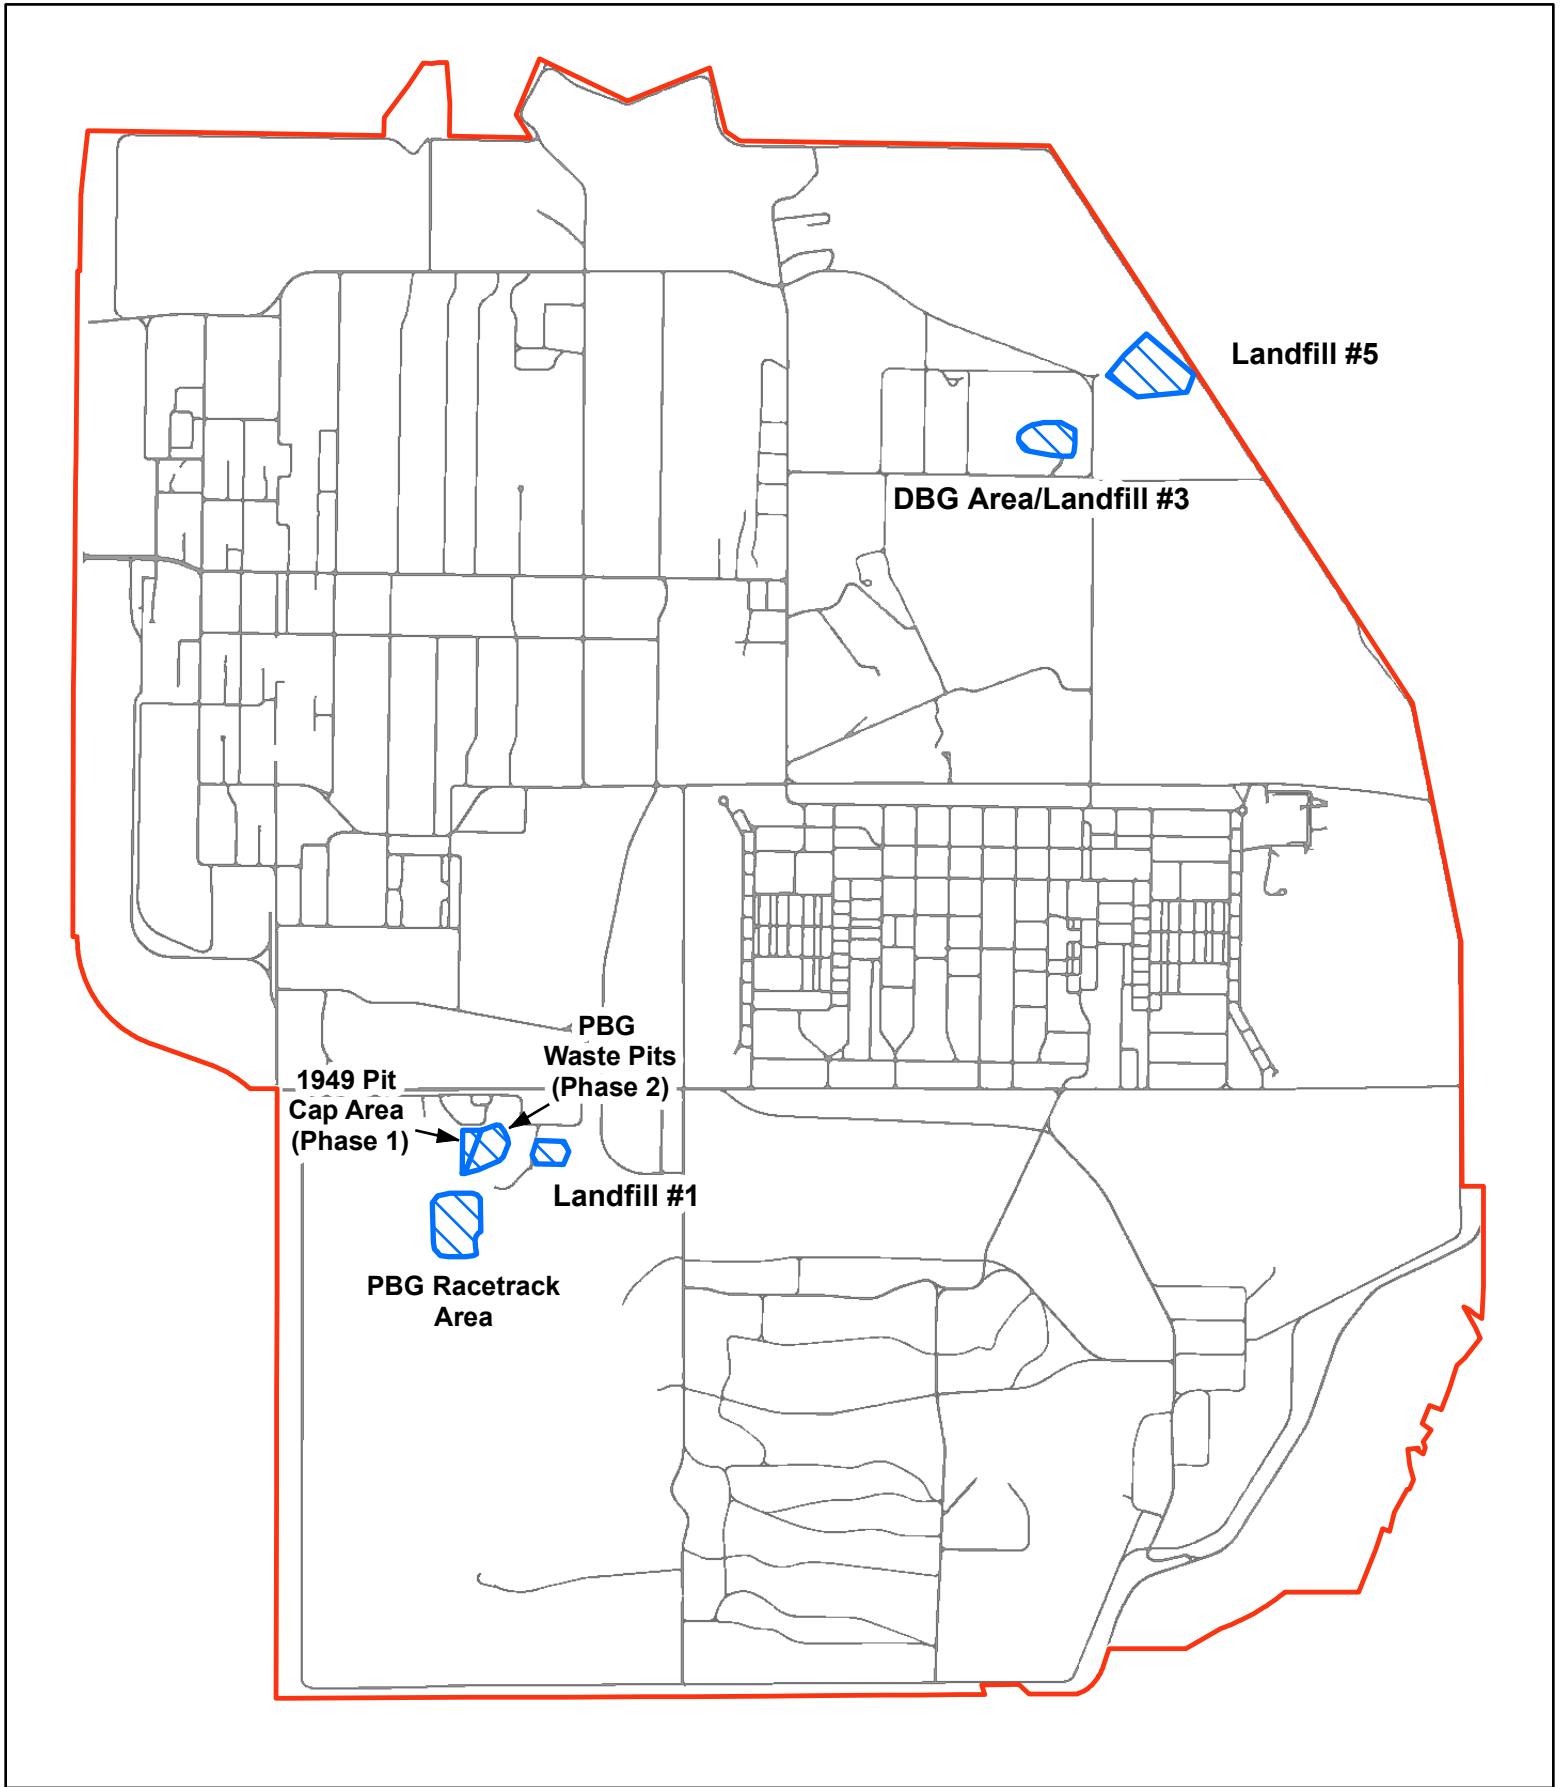 Landfill #5
DBG Area/Landfill #3
PBG
Waste Pits
(Phase 2)
1949 Pit
Cap Area
(Phase 1)
Landfill #1
PBG Racetrack
Area